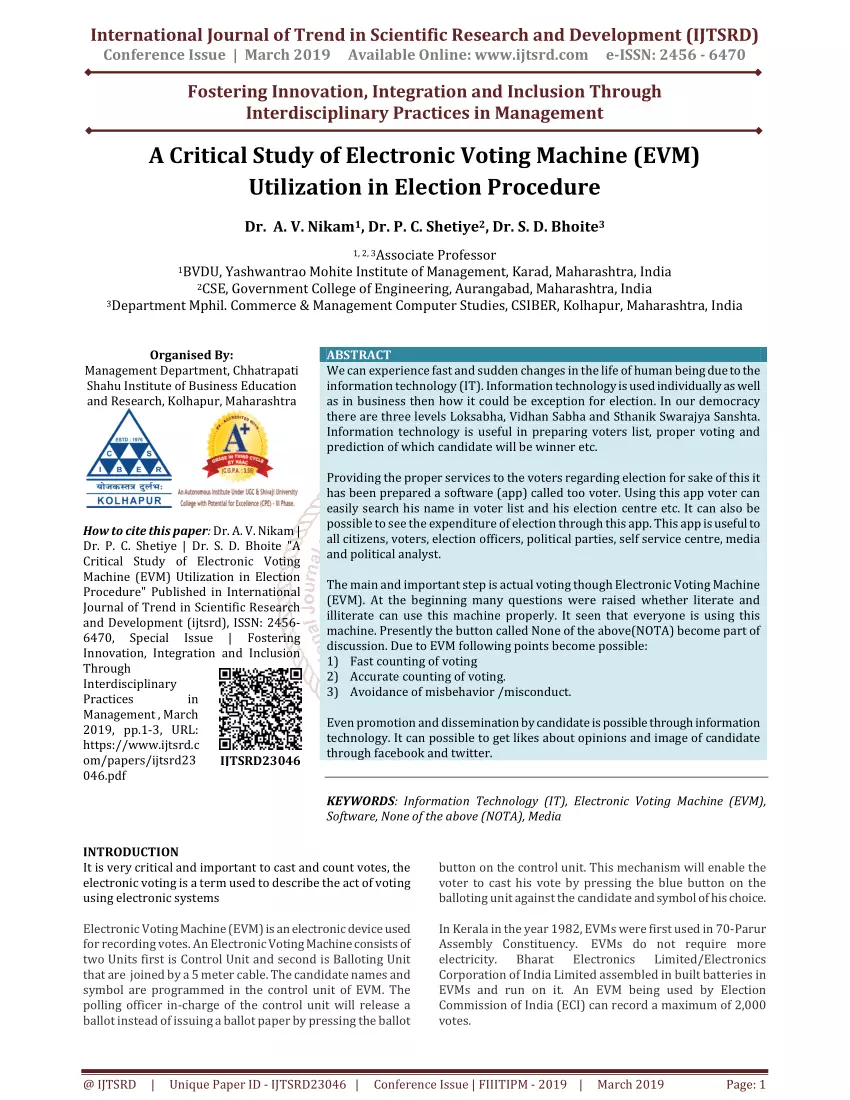 International Journal of Trend in Scientific Research and Development (IJTSRD)
Conference Issue | March 2019 Available Online: www.ijtsrd.com e-ISSN: 2456 - 6470
Fostering Innovation, Integration and Inclusion Through
Interdisciplinary Practices in Management
A Critical Study of Electronic Voting Machine (EVM)
Utilization in Election Procedure
Dr. A. V. Nikam1, Dr. P. C. Shetiye2, Dr. S. D. Bhoite3
1, 2, 3Associate Professor
1BVDU, Yashwantrao Mohite Institute of Management, Karad, Maharashtra, India
2CSE, Government College of Engineering, Aurangabad, Maharashtra, India
3Department Mphil. Commerce & Management Computer Studies, CSIBER, Kolhapur, Maharashtra, India
Organised By:
Management Department, Chhatrapati
Shahu Institute of Business Education
and Research, Kolhapur, Maharashtra
ESTD : 1976
C S
I B E R
योजकस्तत्र दुर्लभः
KOLHAPUR
A+
GRADE IN THIRD CYCLE
BY NAAC
An Autonomous Institute Under UGC & Shivaji University
College with Potential for Excellence (CPE) - III Phase.
How to cite this paper: Dr. A. V. Nikam |
Dr. P. C. Shetiye | Dr. S. D. Bhoite "A
Critical Study of Electronic Voting
Machine (EVM) Utilization in Election
Procedure" Published in International
Journal of Trend in Scientific Research
and Development (ijtsrd), ISSN: 2456-
6470, Special Issue | Fostering
Innovation, Integration and Inclusion
Through
Interdisciplinary
Practices in
Management , March
2019, pp.1-3, URL:
https://www.ijtsrd.c
om/papers/ijtsrd23
046.pdf
IJTSRD23046
ABSTRACT
We can experience fast and sudden changes in the life of human being due to the
information technology (IT). Information technology is used individually as well
as in business then how it could be exception for election. In our democracy
there are three levels Loksabha, Vidhan Sabha and Sthanik Swarajya Sanshta.
Information technology is useful in preparing voters list, proper voting and
prediction of which candidate will be winner etc.
Providing the proper services to the voters regarding election for sake of this it
has been prepared a software (app) called too voter. Using this app voter can
easily search his name in voter list and his election centre etc. It can also be
possible to see the expenditure of election through this app. This app is useful to
all citizens, voters, election officers, political parties, self service centre, media
and political analyst.
The main and important step is actual voting though Electronic Voting Machine
(EVM). At the beginning many questions were raised whether literate and
illiterate can use this machine properly. It seen that everyone is using this
machine. Presently the button called None of the above(NOTA) become part of
discussion. Due to EVM following points become possible:
1) Fast counting of voting
2) Accurate counting of voting.
3) Avoidance of misbehavior /misconduct.
Even promotion and dissemination by candidate is possible through information
technology. It can possible to get likes about opinions and image of candidate
through facebook and twitter.
KEYWORDS: Information Technology (IT), Electronic Voting Machine (EVM),
Software, None of the above (NOTA), Media
INTRODUCTION
It is very critical and important to cast and count votes, the
electronic voting is a term used to describe the act of voting
using electronic systems
Electronic Voting Machine (EVM) is an electronic device used
for recording votes. An Electronic Voting Machine consists of
two Units first is Control Unit and second is Balloting Unit
that are joined by a 5 meter cable. The candidate names and
symbol are programmed in the control unit of EVM. The
polling officer in-charge of the control unit will release a
ballot instead of issuing a ballot paper by pressing the ballot
button on the control unit. This mechanism will enable the
voter to cast his vote by pressing the blue button on the
balloting unit against the candidate and symbol of his choice.
In Kerala in the year 1982, EVMs were first used in 70-Parur
Assembly Constituency. EVMs do not require more
electricity. Bharat Electronics Limited/Electronics
Corporation of India Limited assembled in built batteries in
EVMs and run on it. An EVM being used by Election
Commission of India (ECI) can record a maximum of 2,000
votes.
@ IJTSRD | Unique Paper ID - IJTSRD23046 | Conference Issue | FIIITIPM - 2019 | March 2019 Page: 1